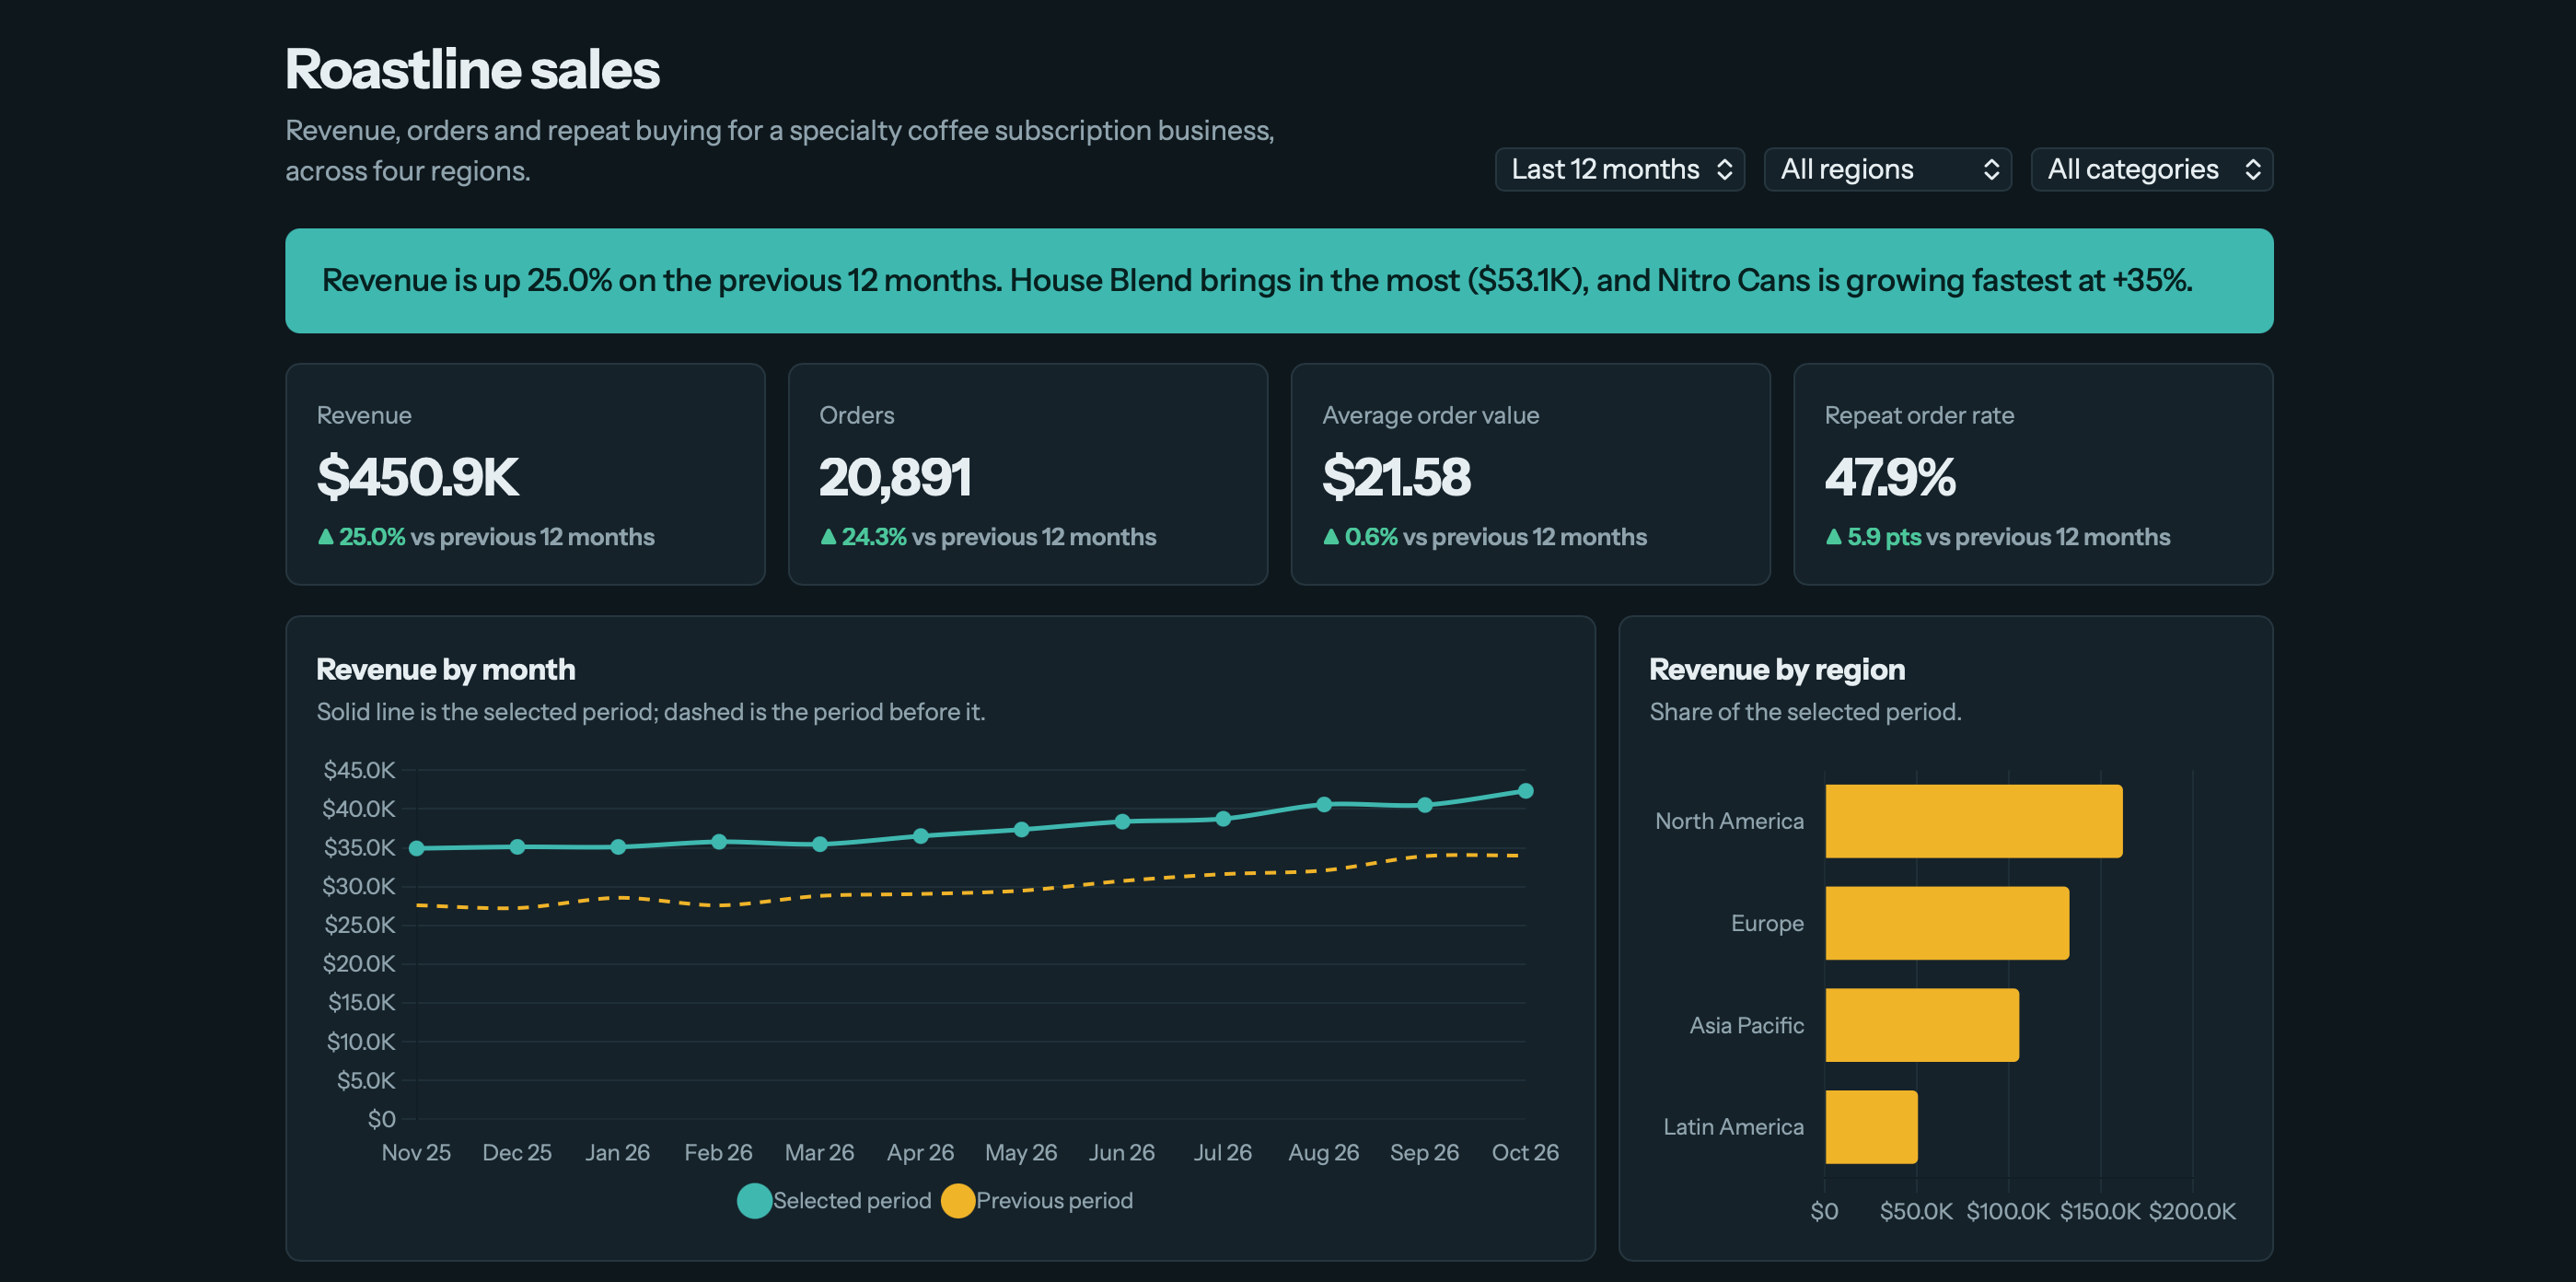 Roastline sales
Revenue, orders and repeat buying for a specialty coffee subscription business,
across four regions.
Last 12 months
All regions
All categories
Revenue is up 25.0% on the previous 12 months. House Blend brings in the most ($53.1K), and Nitro Cans is growing fastest at +35%.
Revenue
$450.9K
▲ 25.0% vs previous 12 months
Orders
20,891
▲ 24.3% vs previous 12 months
Average order value
$21.58
▲ 0.6% vs previous 12 months
Repeat order rate
47.9%
▲ 5.9 pts vs previous 12 months
Revenue by month
Solid line is the selected period; dashed is the period before it.
$45.0K
$40.0K
$35.0K
$30.0K
$25.0K
$20.0K
$15.0K
$10.0K
$5.0K
$0
Nov 25 Dec 25 Jan 26 Feb 26 Mar 26 Apr 26 May 26 Jun 26 Jul 26 Aug 26 Sep 26 Oct 26
Selected period Previous period
Revenue by region
Share of the selected period.
North America
Europe
Asia Pacific
Latin America
$0 $50.0K $100.0K $150.0K $200.0K